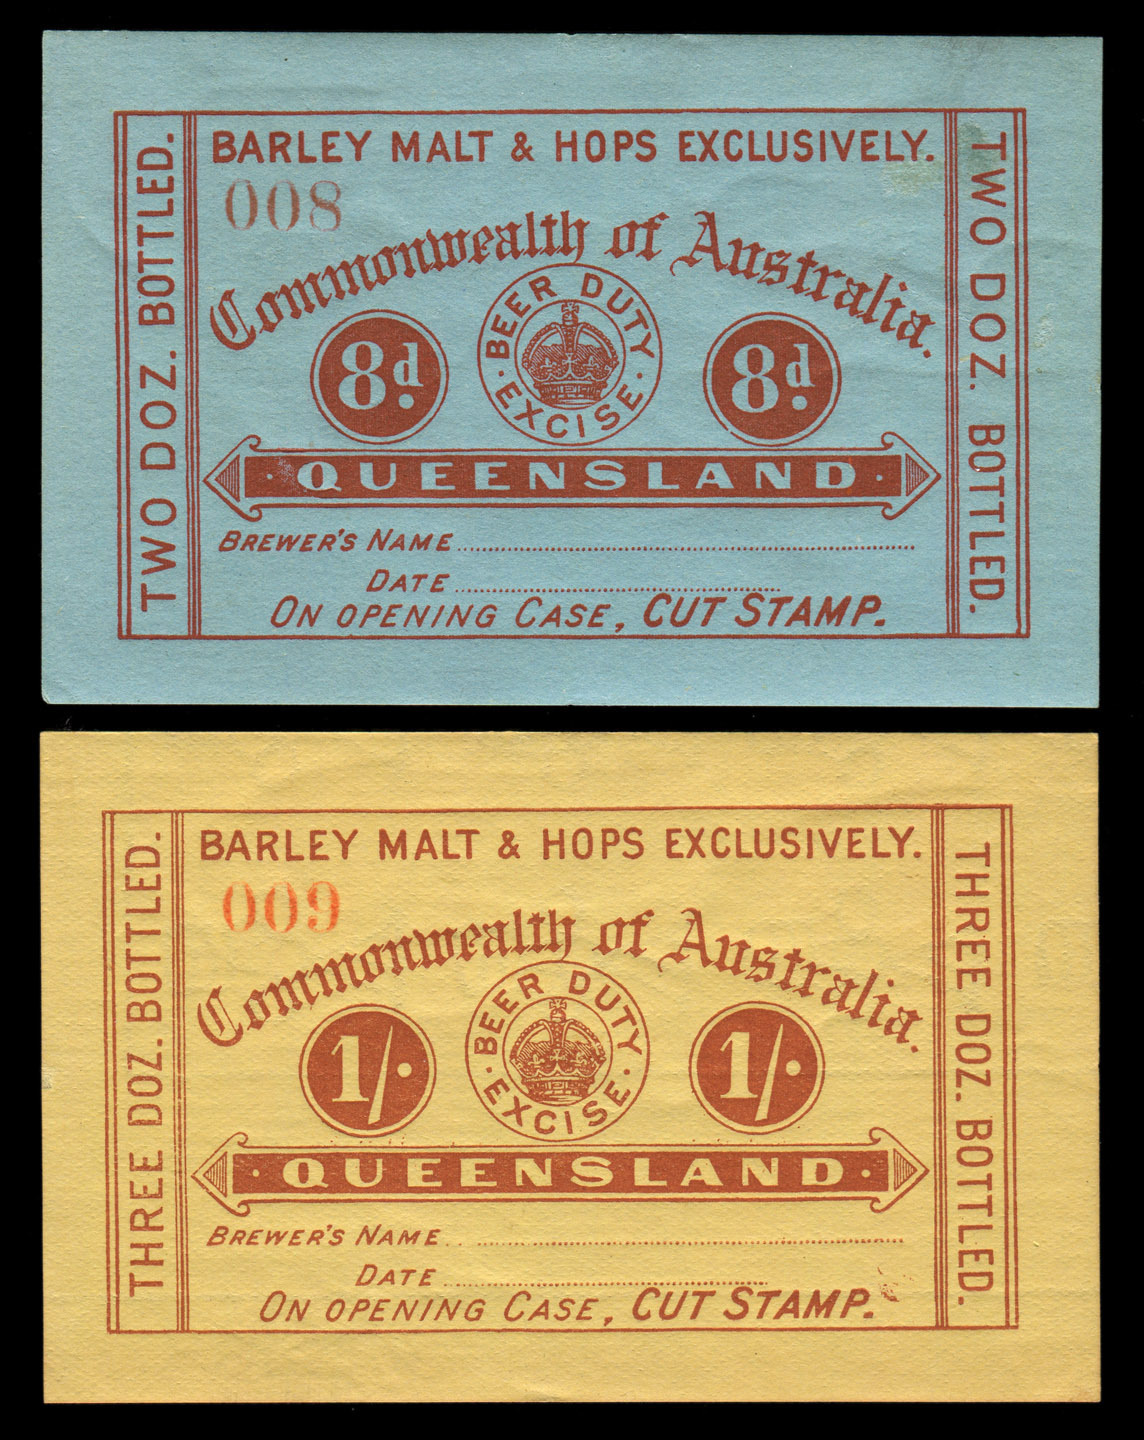 BARLEY MALT & HOPS EXCLUSIVELY.
TWO DOZ. BOTTLED.
TWO DOZ. BOTTLED.
008
Commonwealth of Australia.
BEER DUTY
· EXCISE ·
8d.
8d.
· QUEENSLAND ·
BREWER'S NAME
DATE
ON OPENING CASE, CUT STAMP.
BARLEY MALT & HOPS EXCLUSIVELY.
THREE DOZ. BOTTLED.
THREE DOZ. BOTTLED.
009
Commonwealth of Australia.
BEER DUTY
· EXCISE ·
1/·
1/·
· QUEENSLAND ·
BREWER'S NAME
DATE
ON OPENING CASE, CUT STAMP.